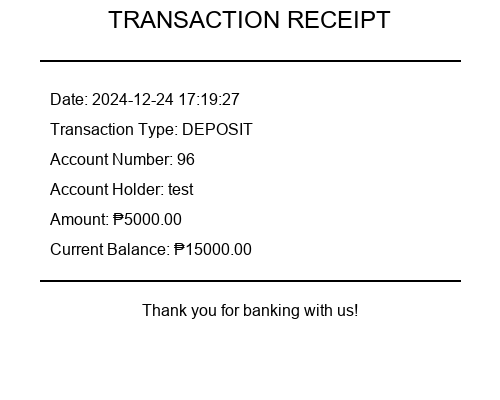 TRANSACTION RECEIPT
Date: 2024-12-24 17:19:27
Transaction Type: DEPOSIT
Account Number: 96
Account Holder: test
Amount: ₱5000.00
Current Balance: ₱15000.00
Thank you for banking with us!